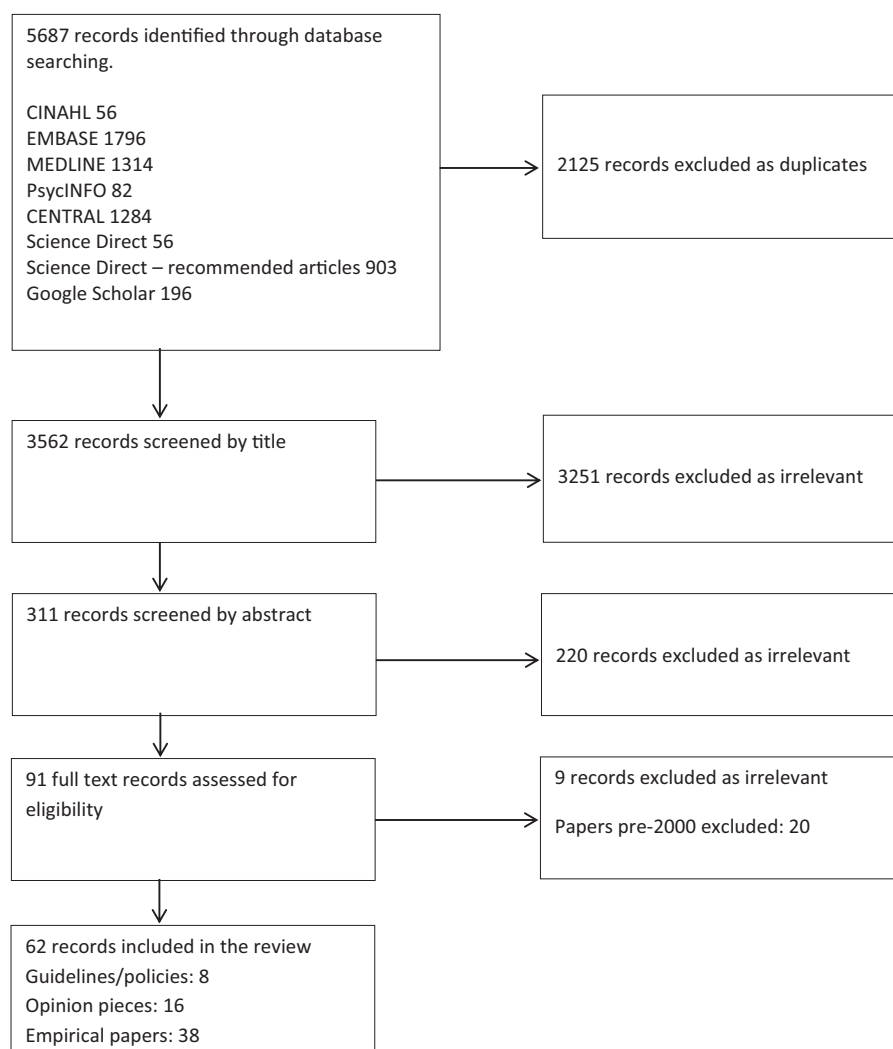 5687 records identified through database
searching.
CINAHL 56
EMBASE 1796
MEDLINE 1314
PsycINFO 82
CENTRAL 1284
Science Direct 56
Science Direct – recommended articles 903
Google Scholar 196
2125 records excluded as duplicates
3562 records screened by title
3251 records excluded as irrelevant
311 records screened by abstract
220 records excluded as irrelevant
91 full text records assessed for
eligibility
9 records excluded as irrelevant
Papers pre-2000 excluded: 20
62 records included in the review
Guidelines/policies: 8
Opinion pieces: 16
Empirical papers: 38